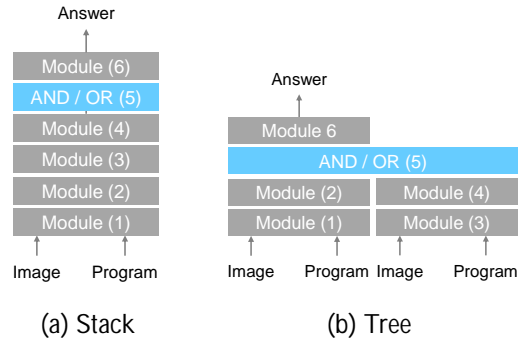 Answer
Module (6)
AND / OR (5)
Module (4)
Module (3)
Module (2)
Module (1)
Image Program
(a) Stack
Answer
Module 6
AND / OR (5)
Module (2) Module (4)
Module (1) Module (3)
Image Program Image Program
(b) Tree